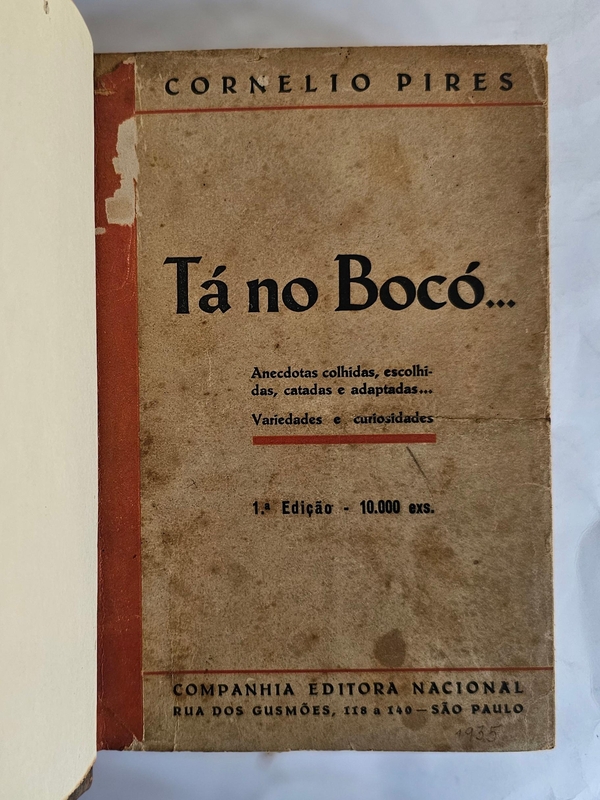 CORNELIO PIRES
Tá no Bocó...
Anecdotas colhidas, escolhi-
das, catadas e adaptadas...
Variedades e curiosidades
1.ª Edição - 10.000 exs.
COMPANHIA EDITORA NACIONAL
RUA DOS GUSMÕES, 118 a 140 — SÃO PAULO
1935